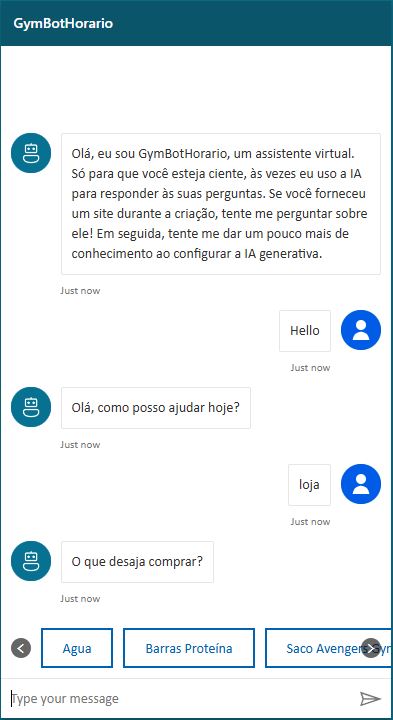 GymBotHorario
Olá, eu sou GymBotHorario, um assistente virtual.
Só para que você esteja ciente, às vezes eu uso a IA
para responder às suas perguntas. Se você forneceu
um site durante a criação, tente me perguntar sobre
ele! Em seguida, tente me dar um pouco mais de
conhecimento ao configurar a IA generativa.
Just now
Hello
Just now
Olá, como posso ajudar hoje?
Just now
loja
Just now
O que desaja comprar?
Just now
Agua
Barras Proteína
Saco Avengers
Type your message